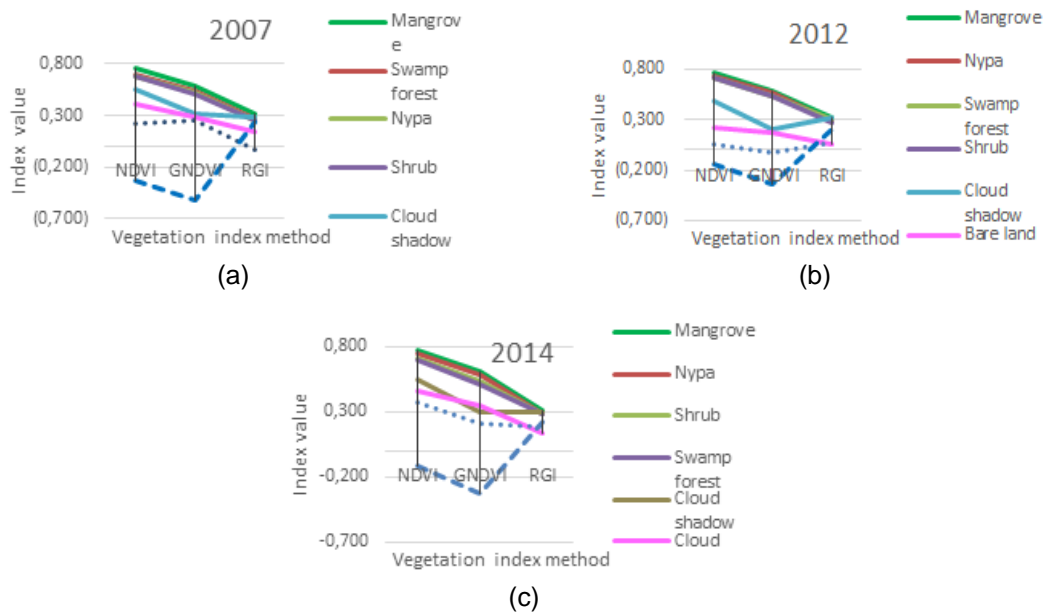 2007
0,800
0,300
(0,200)
(0,700)
Index value
NDVI GNDVI RGI
Vegetation index method
Mangrov
e
Swamp
forest
Nypa
Shrub
Cloud
shadow
(a)
2012
0,800
0,300
(0,200)
(0,700)
Index value
NDVI GNDVI RGI
Vegetation index method
Mangrove
Nypa
Swamp
forest
Shrub
Cloud
shadow
Bare land
(b)
2014
0,800
0,300
-0,200
-0,700
Index value
NDVI GNDVI RGI
Vegetation index method
Mangrove
Nypa
Shrub
Swamp
forest
Cloud
shadow
Cloud
(c)